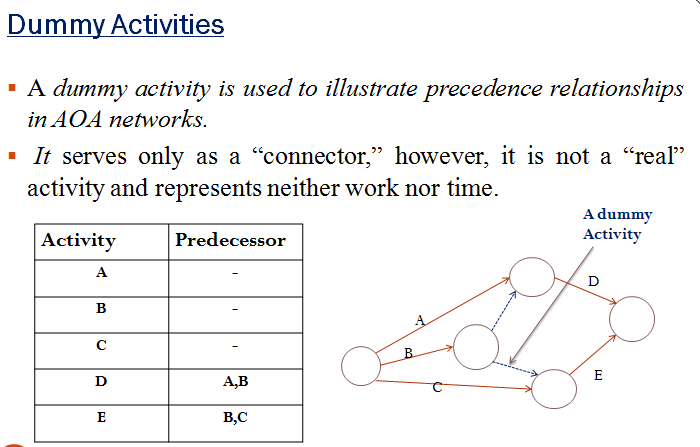 Dummy Activities
▪ A dummy activity is used to illustrate precedence relationships
in AOA networks.
▪ It serves only as a “connector,” however, it is not a “real”
activity and represents neither work nor time.
A dummy
Activity
Activity Predecessor
A -
B -
C -
D A,B
E B,C
D
A
B
E
C